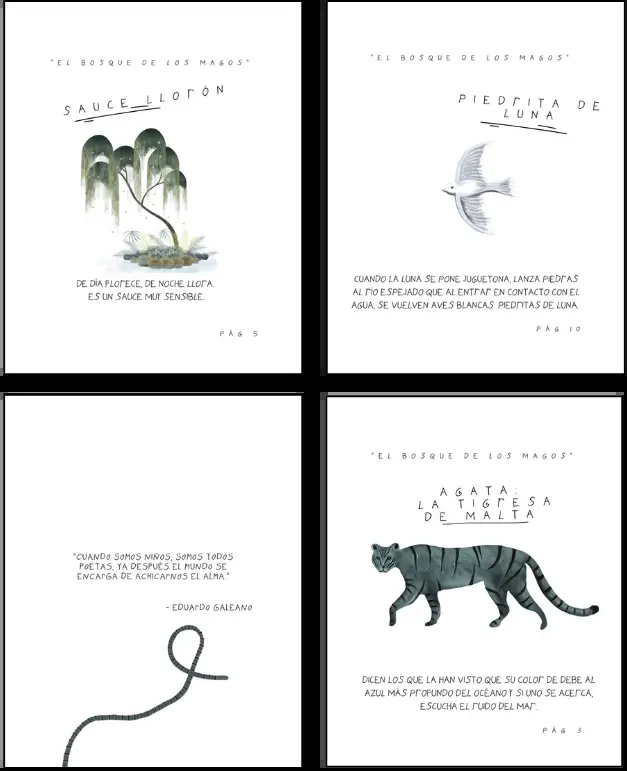 "EL BOSQUE DE LOS MAGOS"
SAUCE LLORÓN
DE DÍA FLORECE, DE NOCHE LLORA.
ES UN SAUCE MUY SENSIBLE.
PÁG 5
"EL BOSQUE DE LOS MAGOS"
PIEDRITA DE
LUNA
CUANDO LA LUNA SE PONE JUGUETONA, LANZA PIEDRAS
AL RÍO ESPEJADO QUE AL ENTRAR EN CONTACTO CON EL
AGUA, SE VUELVEN AVES BLANCAS. PIEDRITAS DE LUNA.
PÁG 10
"CUANDO SOMOS NIÑOS, SOMOS TODOS
POETAS, YA DESPUÉS EL MUNDO SE
ENCARGA DE ACHICARNOS EL ALMA."
- EDUARDO GALEANO
"EL BOSQUE DE LOS MAGOS"
AGATA:
LA TIGRESA
DE MALTA
DICEN LOS QUE LA HAN VISTO QUE SU COLOR DE DEBE AL
AZUL MÁS PROFUNDO DEL OCÉANO Y SI UNO SE ACERCA,
ESCUCHA EL RUIDO DEL MAR.
PÁG 3